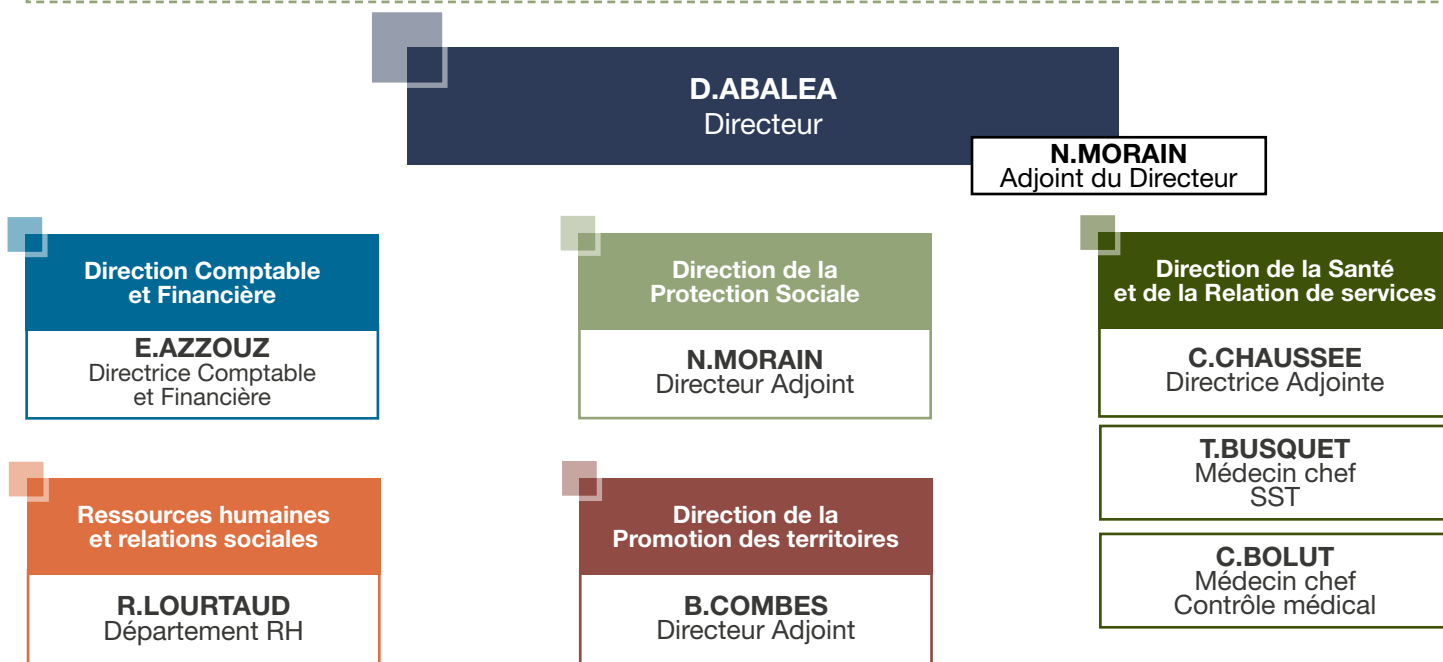 D.ABALEA
Directeur
N.MORAIN
Adjoint du Directeur
Direction Comptable
et Financière
E.AZZOUZ
Directrice Comptable
et Financière
Direction de la
Protection Sociale
N.MORAIN
Directeur Adjoint
Direction de la Santé
et de la Relation de services
C.CHAUSSEE
Directrice Adjointe
T.BUSQUET
Médecin chef
SST
C.BOLUT
Médecin chef
Contrôle médical
Ressources humaines
et relations sociales
R.LOURTAUD
Département RH
Direction de la
Promotion des territoires
B.COMBES
Directeur Adjoint